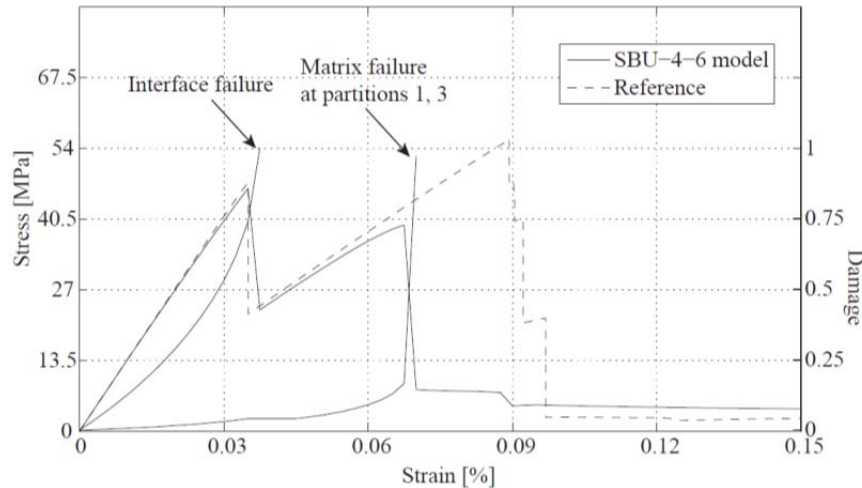 67.5
54
40.5
27
13.5
0
Stress [MPa]
Interface failure
Matrix failure
at partitions 1, 3
SBU−4−6 model
Reference
1
0.75
0.5
0.25
0
Damage
0
0.03
0.06
0.09
0.12
0.15
Strain [%]